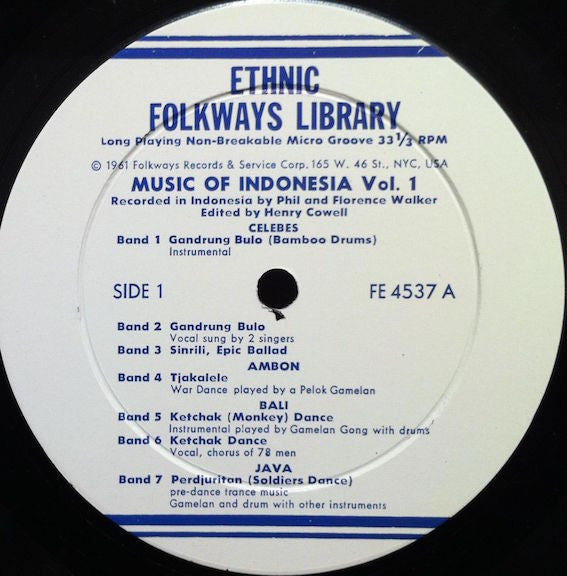 ETHNIC
FOLKWAYS LIBRARY
Long Playing Non-Breakable Micro Groove 33 1/3 RPM
© 1961 Folkways Records & Service Corp. 165 W. 46 St., NYC, USA
MUSIC OF INDONESIA Vol. 1
Recorded in Indonesia by Phil and Florence Walker
Edited by Henry Cowell
CELEBES
Band 1 Gandrung Bulo (Bamboo Drums)
Instrumental
SIDE 1 FE 4537 A
Band 2 Gandrung Bulo
Vocal sung by 2 singers
Band 3 Sinrili, Epic Ballad
AMBON
Band 4 Tjakalele
War Dance played by a Pelok Gamelan
BALI
Band 5 Ketchak (Monkey) Dance
Instrumental played by Gamelan Gong with drums
Band 6 Ketchak Dance
Vocal, chorus of 78 men
JAVA
Band 7 Perdjuritan (Soldiers Dance)
pre-dance trance music
Gamelan and drum with other instruments